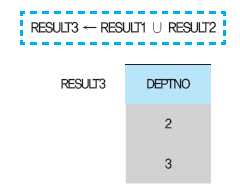 RESULT3 ← RESULT1 ∪ RESULT2
RESULT3 DEPTNO
2
3